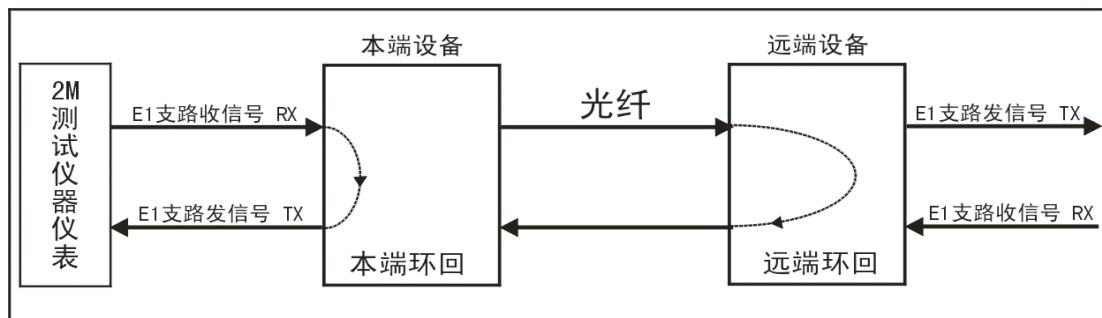 本端设备
远端设备
2M测试仪器仪表
E1支路收信号 RX
光纤
E1支路发信号 TX
E1支路发信号 TX
E1支路收信号 RX
本端环回
远端环回